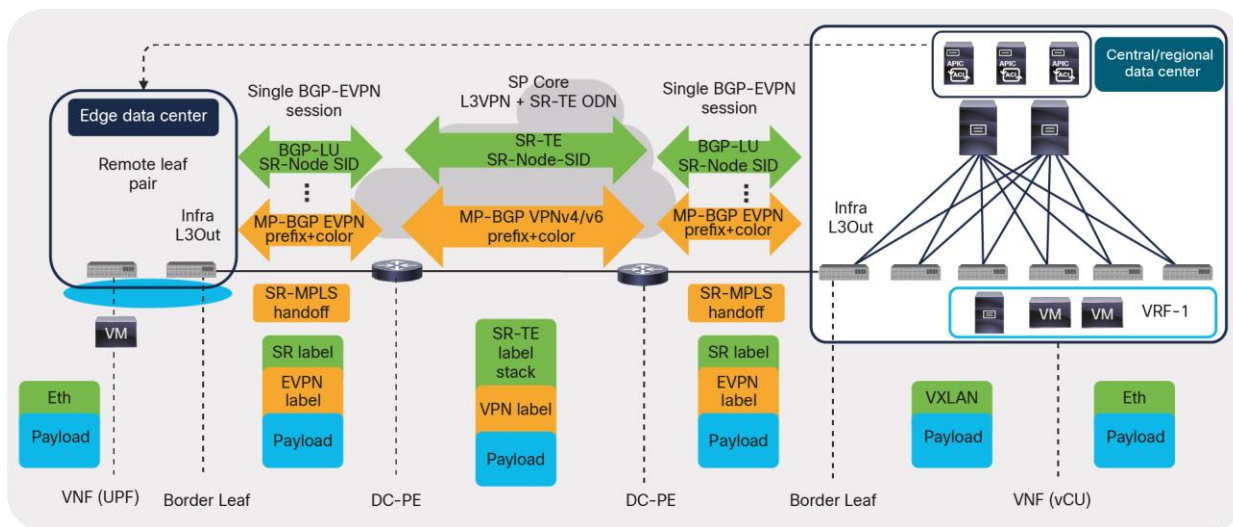 APIC
ACI
APIC
ACI
APIC
ACI
Central/regional
data center
Edge data center
Remote leaf
pair
Infra
L3Out
Single BGP-EVPN
session
BGP-LU
SR-Node SID
MP-BGP EVPN
prefix+color
SP Core
L3VPN + SR-TE ODN
SR-TE
SR-Node-SID
MP-BGP VPNv4/v6
prefix+color
Single BGP-EVPN
session
BGP-LU
SR-Node SID
MP-BGP EVPN
prefix+color
Infra
L3Out
VM
VM
VM
VRF-1
SR-MPLS
handoff
SR-MPLS
handoff
Eth
Payload
SR label
EVPN
label
Payload
SR-TE
label
stack
VPN label
Payload
SR label
EVPN
label
Payload
VXLAN
Payload
Eth
Payload
VNF (UPF)
Border Leaf
DC-PE
DC-PE
Border Leaf
VNF (vCU)